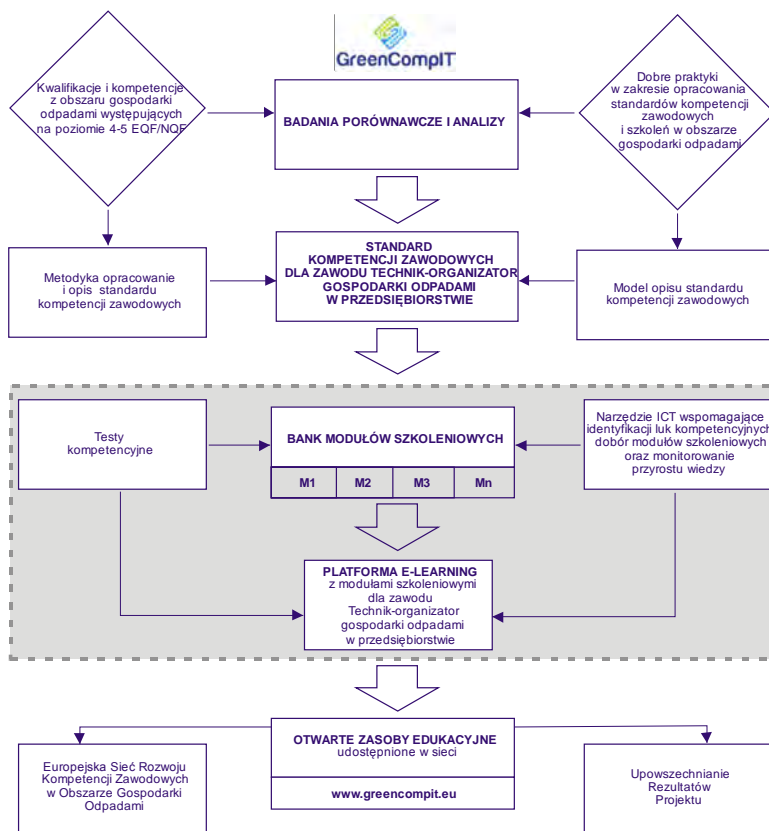 GreenCompIT
Kwalifikacje i kompetencje
z obszaru gospodarki
odpadami występujących
na poziomie 4-5 EQF/NQF
BADANIA PORÓWNAWCZE I ANALIZY
Dobre praktyki
w zakresie opracowania
standardów kompetencji
zawodowych
i szkoleń w obszarze
gospodarki odpadami
Metodyka opracowanie
i opis standardu
kompetencji zawodowych
STANDARD
KOMPETENCJI ZAWODOWYCH
DLA ZAWODU TECHNIK-ORGANIZATOR
GOSPODARKI ODPADAMI
W PRZEDSIĘBIORSTWIE
Model opisu standardu
kompetencji zawodowych
Testy
kompetencyjne
BANK MODUŁÓW SZKOLENIOWYCH
M1 M2 M3 Mn
Narzędzie ICT wspomagające
identyfikacji luk kompetencyjnych
dobór modułów szkoleniowych
oraz monitorowanie
przyrostu wiedzy
PLATFORMA E-LEARNING
z modułami szkoleniowymi
dla zawodu
Technik-organizator
gospodarki odpadami
w przedsiębiorstwie
Europejska Sieć Rozwoju
Kompetencji Zawodowych
w Obszarze Gospodarki
Odpadami
OTWARTE ZASOBY EDUKACYJNE
udostępnione w sieci
www.greencompit.eu
Upowszechnianie
Rezultatów
Projektu